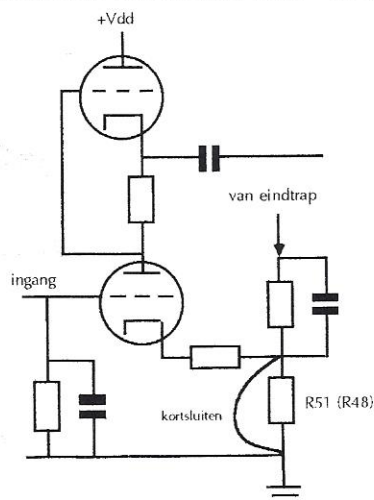 +Vdd
van eindtrap
ingang
R51 (R48)
kortsluiten